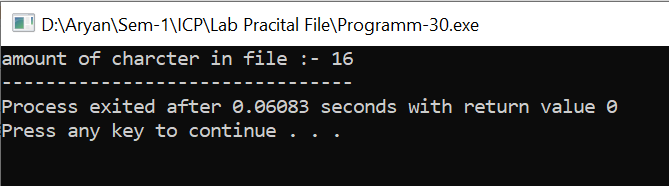 D:\Aryan\Sem-1\ICP\Lab Pracital File\Programm-30.exe
amount of charcter in file :- 16
--------------------------------
Process exited after 0.06083 seconds with return value 0
Press any key to continue . . .